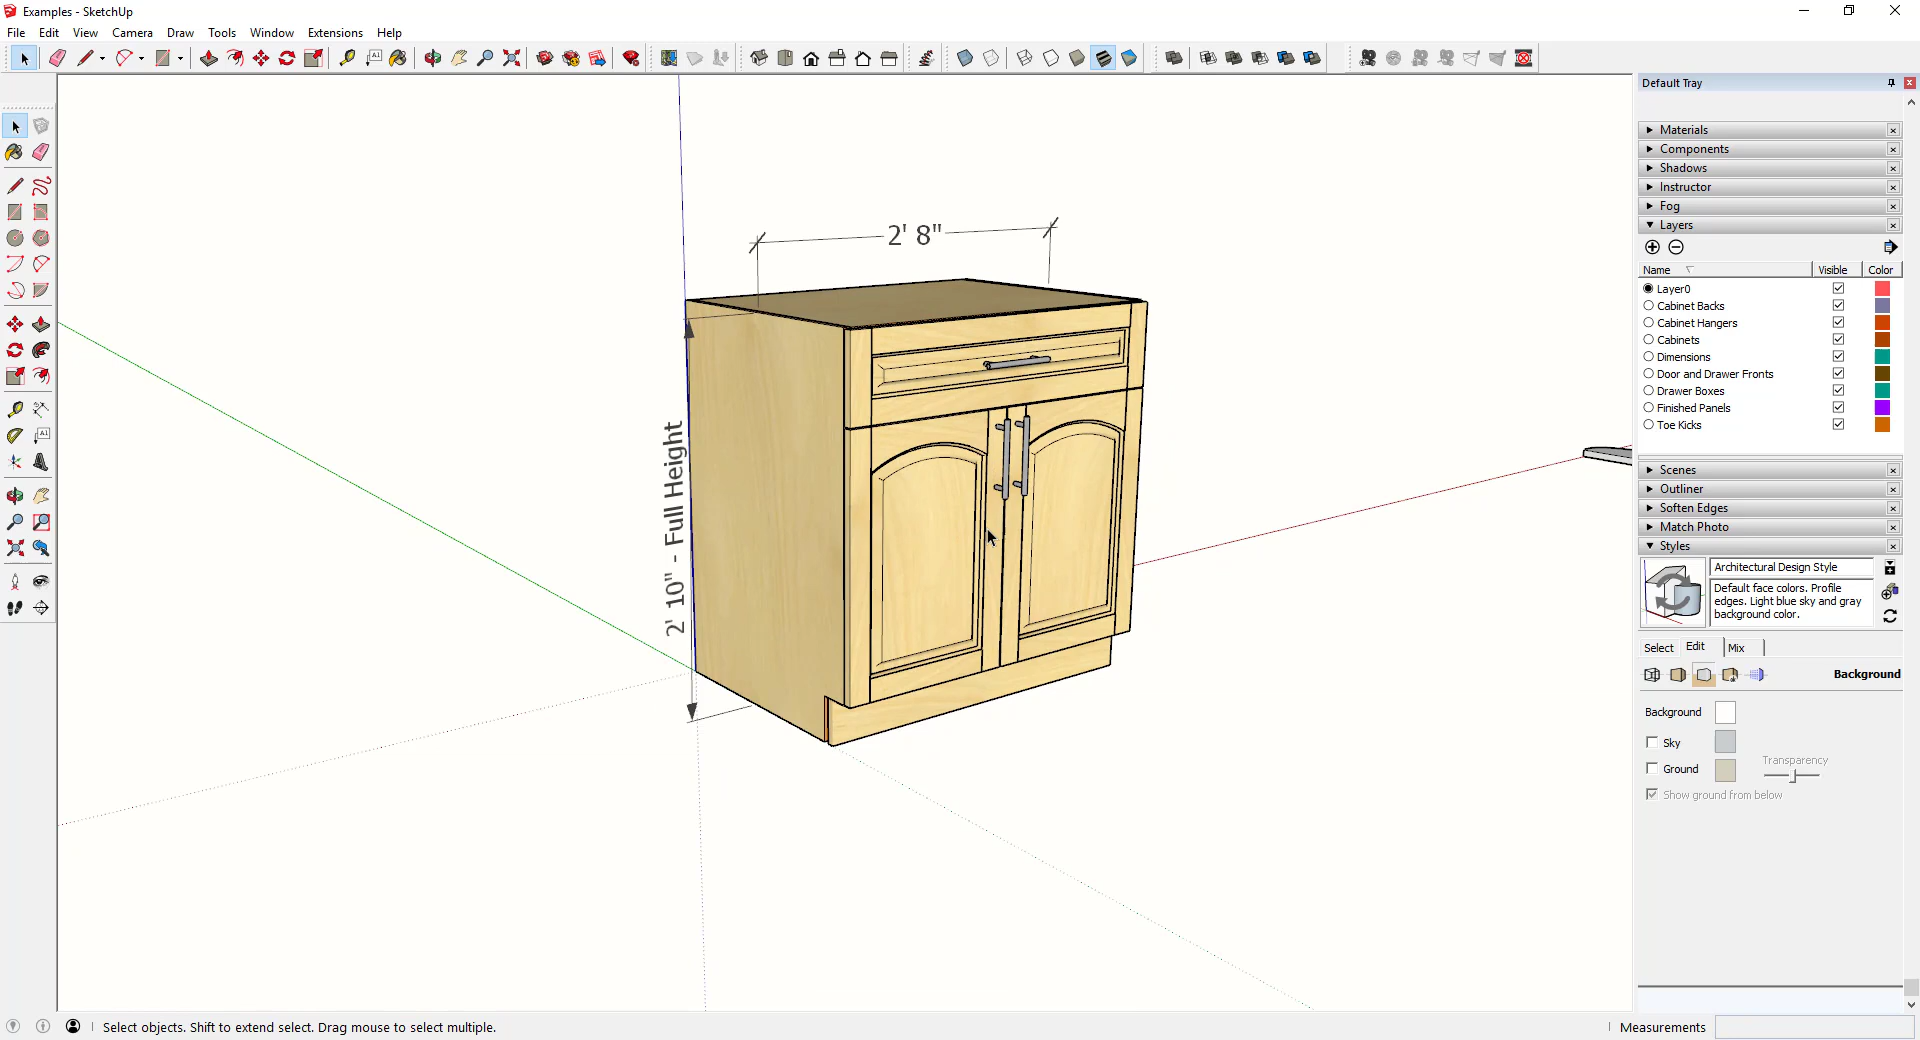 Examples - SketchUp
File Edit View Camera Draw Tools Window Extensions Help
A1
Default Tray
Materials
Components
Shadows
Instructor
Fog
Layers
Name Visible Color
Layer0
Cabinet Backs
Cabinet Hangers
Cabinets
Dimensions
Door and Drawer Fronts
Drawer Boxes
Finished Panels
Toe Kicks
Scenes
Outliner
Soften Edges
Match Photo
Styles
Architectural Design Style
Default face colors. Profile
edges. Light blue sky and gray
background color.
Select Edit Mix
Background
Background
Sky
Ground
Transparency
Show ground from below
2' 8"
2' 10" - Full Height
A1
Select objects. Shift to extend select. Drag mouse to select multiple.
Measurements